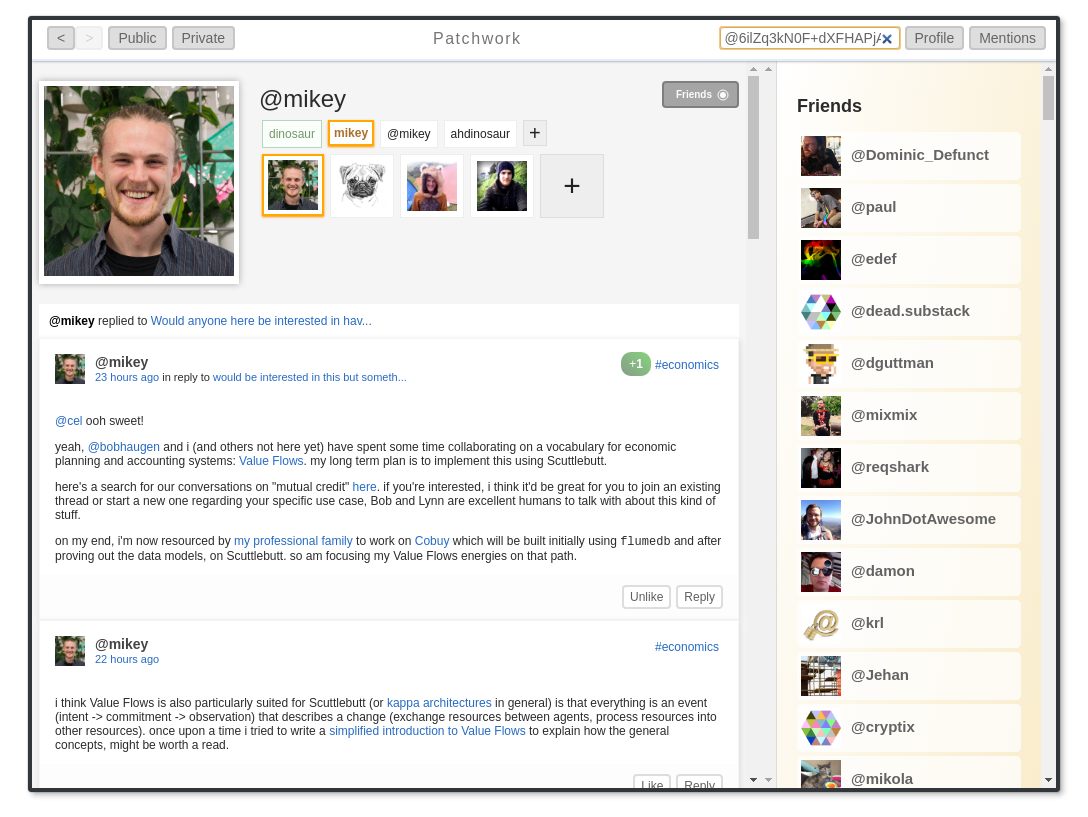 < > Public Private Patchwork @6ilZq3kN0F+dXFHAPj Profile Mentions
@mikey
Friends
dinosaur mikey @mikey ahdinosaur +
+
@mikey replied to Would anyone here be interested in hav...
@mikey
23 hours ago in reply to would be interested in this but someth...
+1 #economics
@cel ooh sweet!
yeah, @bobhaugen and i (and others not here yet) have spent some time collaborating on a vocabulary for economic
planning and accounting systems: Value Flows. my long term plan is to implement this using Scuttlebutt.
here's a search for our conversations on "mutual credit" here. if you're interested, i think it'd be great for you to join an existing
thread or start a new one regarding your specific use case, Bob and Lynn are excellent humans to talk with about this kind of
stuff.
on my end, i'm now resourced by my professional family to work on Cobuy which will be built initially using flumedb and after
proving out the data models, on Scuttlebutt. so am focusing my Value Flows energies on that path.
Unlike Reply
@mikey
22 hours ago
#economics
i think Value Flows is also particularly suited for Scuttlebutt (or kappa architectures in general) is that everything is an event
(intent -> commitment -> observation) that describes a change (exchange resources between agents, process resources into
other resources). once upon a time i tried to write a simplified introduction to Value Flows to explain how the general
concepts, might be worth a read.
Like Reply
Friends
@Dominic_Defunct
@paul
@edef
@dead.substack
@dguttman
@mixmix
@reqshark
@JohnDotAwesome
@damon
@krl
@Jehan
@cryptix
@mikola